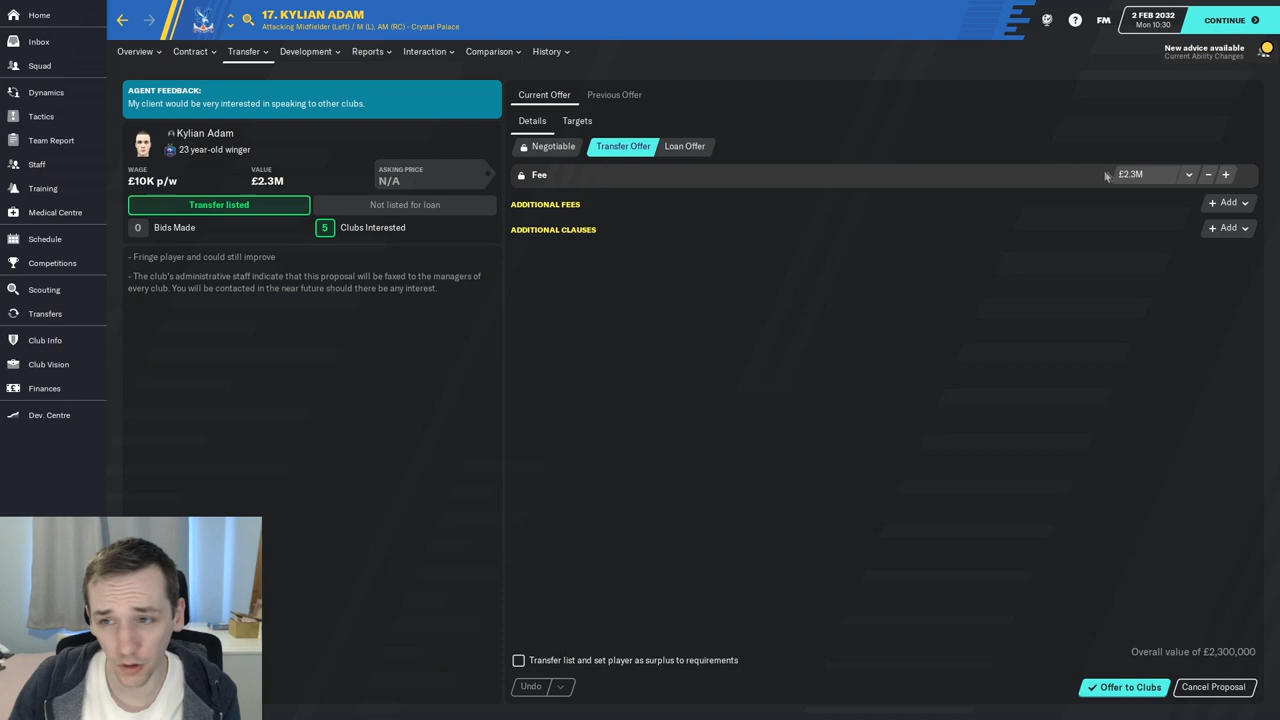 Home
Inbox
Squad
Dynamics
Tactics
Team Report
Staff
Training
Medical Centre
Schedule
Competitions
Scouting
Transfers
Club Info
Club Vision
Finances
Dev. Centre
17. KYLIAN ADAM
Attacking Midfielder (Left) / M (L), AM (RC) - Crystal Palace
FM
2 FEB 2032
Mon 10:30
CONTINUE
Overview
Contract
Transfer
Development
Reports
Interaction
Comparison
History
New advice available
Current Ability Changes
AGENT FEEDBACK:
My client would be very interested in speaking to other clubs.
Kylian Adam
23 year-old winger
WAGE
£10K p/w
VALUE
£2.3M
ASKING PRICE
N/A
Transfer listed
Not listed for loan
0 Bids Made
5 Clubs Interested
- Fringe player and could still improve
- The club's administrative staff indicate that this proposal will be faxed to the managers of
every club. You will be contacted in the near future should there be any interest.
Current Offer
Previous Offer
Details
Targets
Negotiable
Transfer Offer
Loan Offer
Fee
£2.3M
ADDITIONAL FEES
Add
ADDITIONAL CLAUSES
Add
Transfer list and set player as surplus to requirements
Overall value of £2,300,000
Undo
Offer to Clubs
Cancel Proposal